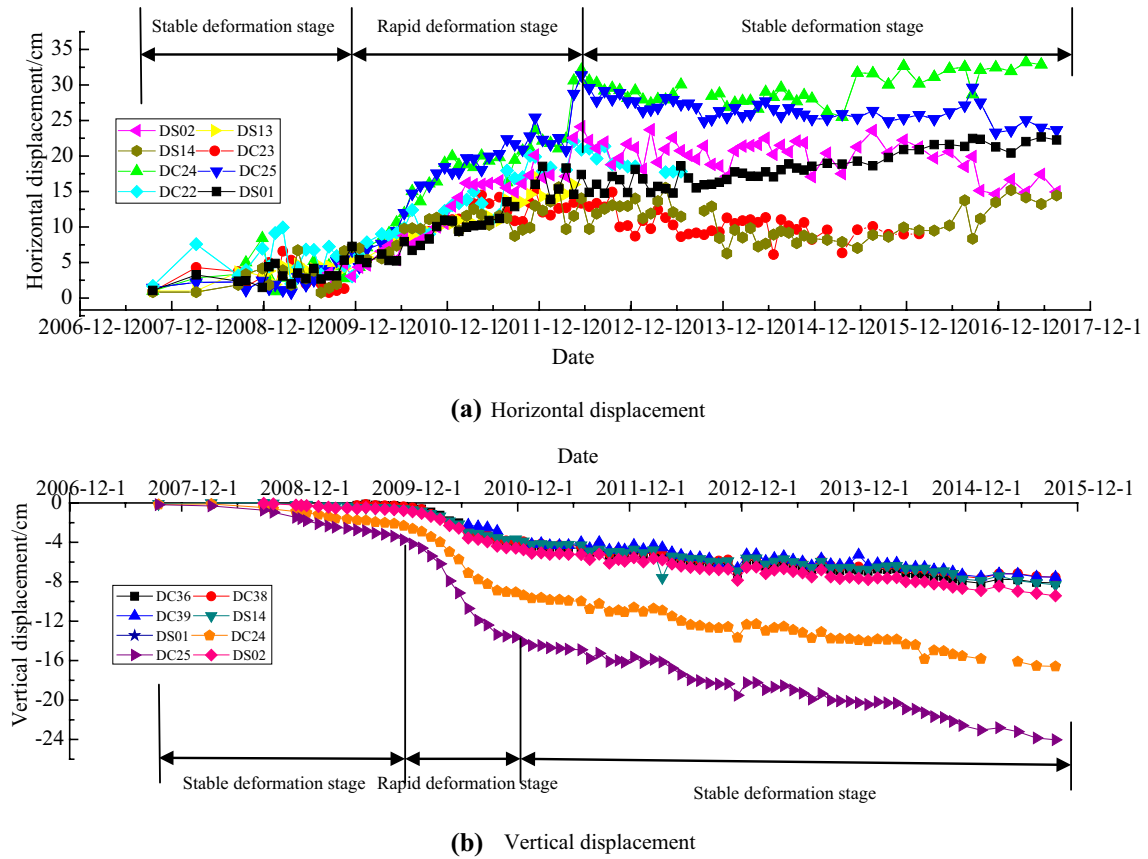 Stable deformation stage Rapid deformation stage Stable deformation stage
Horizontal displacement/cm
35
30
25
20
15
10
5
0
DS02 DS13
DS14 DC23
DC24 DC25
DC22 DS01
2006-12-12007-12-12008-12-12009-12-12010-12-12011-12-12012-12-12013-12-12014-12-12015-12-12016-12-12017-12-1
Date
(a) Horizontal displacement
Date
2006-12-1 2007-12-1 2008-12-1 2009-12-1 2010-12-1 2011-12-1 2012-12-1 2013-12-1 2014-12-1 2015-12-1
Vertical displacement/cm
0
-4
-8
-12
-16
-20
-24
DC36 DC38
DC39 DS14
DS01 DC24
DC25 DS02
Stable deformation stage Rapid deformation stage Stable deformation stage
(b) Vertical displacement